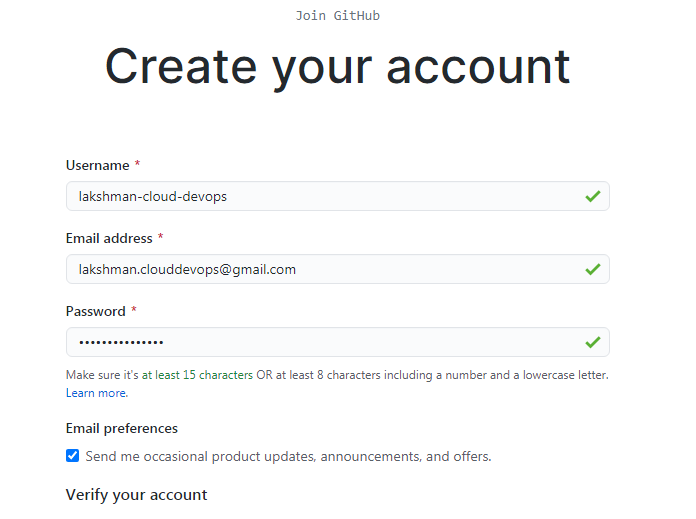 Join GitHub
Create your account
Username *
lakshman-cloud-devops
Email address *
lakshman.clouddevops@gmail.com
Password *
•••••••••••••••
Make sure it's at least 15 characters OR at least 8 characters including a number and a lowercase letter.
Learn more.
Email preferences
Send me occasional product updates, announcements, and offers.
Verify your account